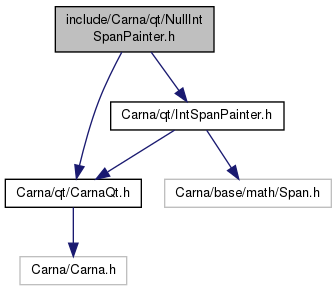 include/Carna/qt/NullInt
SpanPainter.h
Carna/qt/IntSpanPainter.h
Carna/qt/CarnaQt.h
Carna/base/math/Span.h
Carna/Carna.h